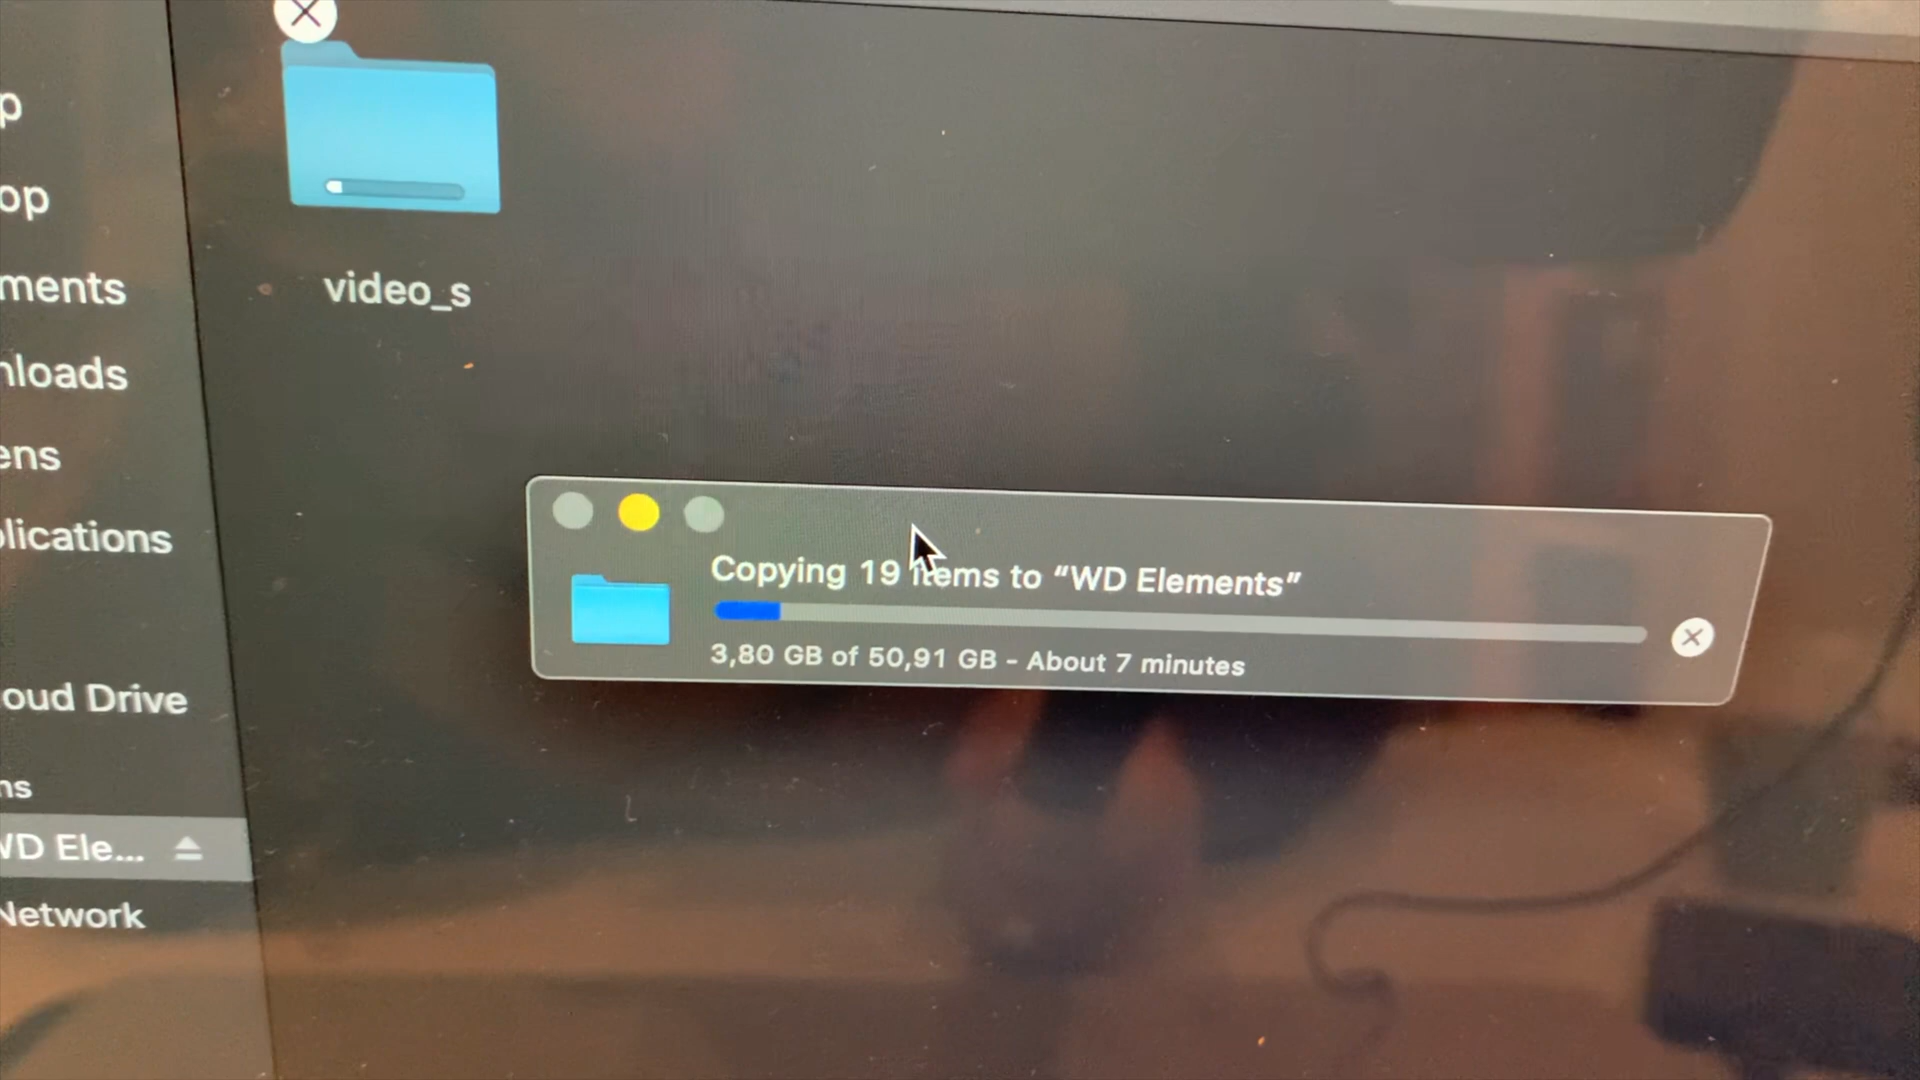 p
op
ments
nloads
ens
plications
oud Drive
ns
WD Ele...
Network
video_s
Copying 19 items to “WD Elements”
3,80 GB of 50,91 GB - About 7 minutes